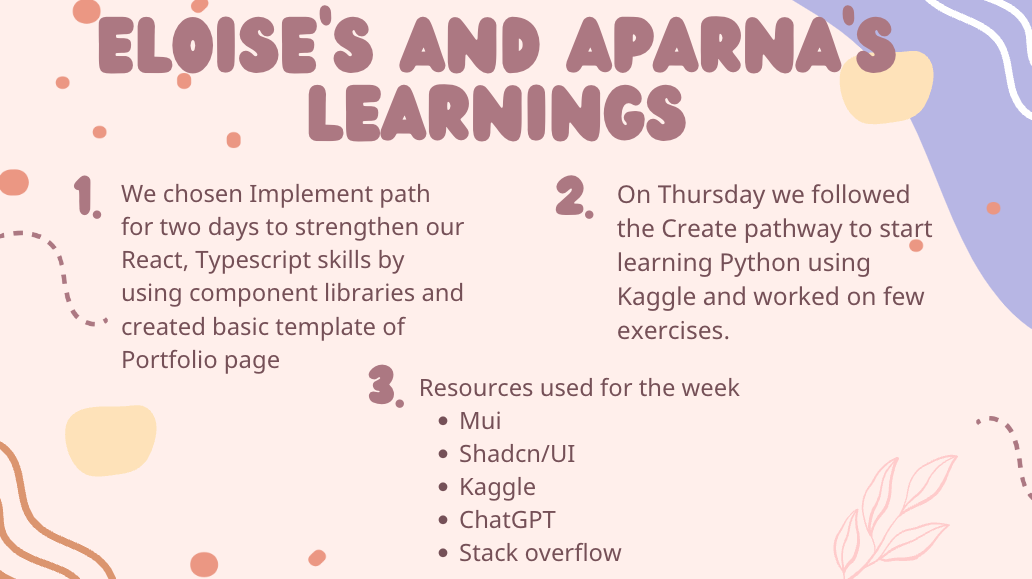 ELOISE'S AND APARNA'S
LEARNINGS
1.
We chosen Implement path
for two days to strengthen our
React, Typescript skills by
using component libraries and
created basic template of
Portfolio page
2.
On Thursday we followed
the Create pathway to start
learning Python using
Kaggle and worked on few
exercises.
3.
Resources used for the week
• Mui
• Shadcn/UI
• Kaggle
• ChatGPT
• Stack overflow